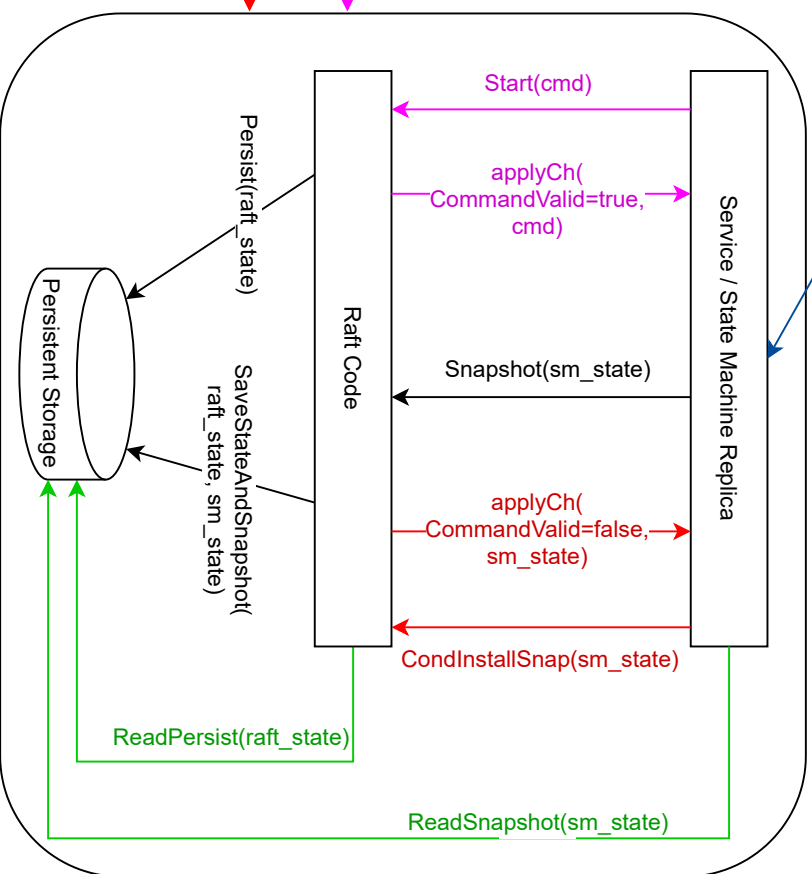 Start(cmd)
applyCh(
CommandValid=true,
cmd)
Persist(raft_state)
Service / State Machine Replica
Raft Code
Persistent Storage
Snapshot(sm_state)
SaveStateAndSnapshot(
raft_state, sm_state)
applyCh(
CommandValid=false,
sm_state)
CondInstallSnap(sm_state)
ReadPersist(raft_state)
ReadSnapshot(sm_state)